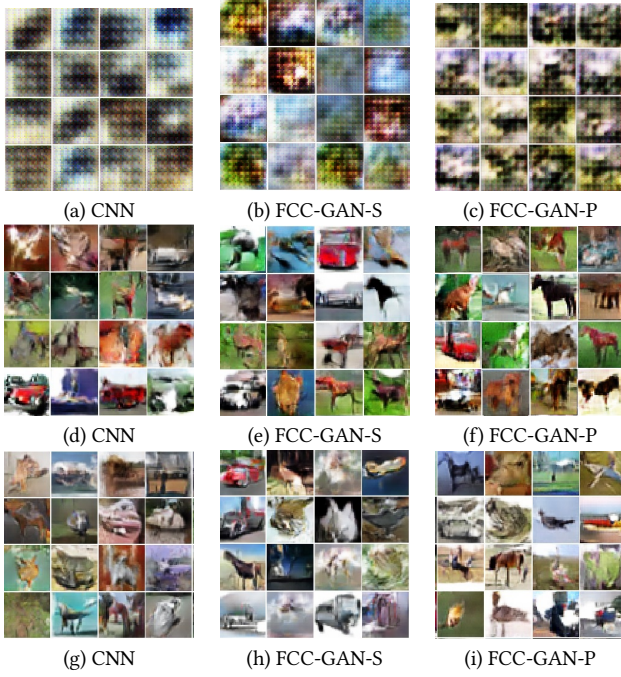 (a) CNN
(b) FCC-GAN-S
(c) FCC-GAN-P
(d) CNN
(e) FCC-GAN-S
(f) FCC-GAN-P
(g) CNN
(h) FCC-GAN-S
(i) FCC-GAN-P